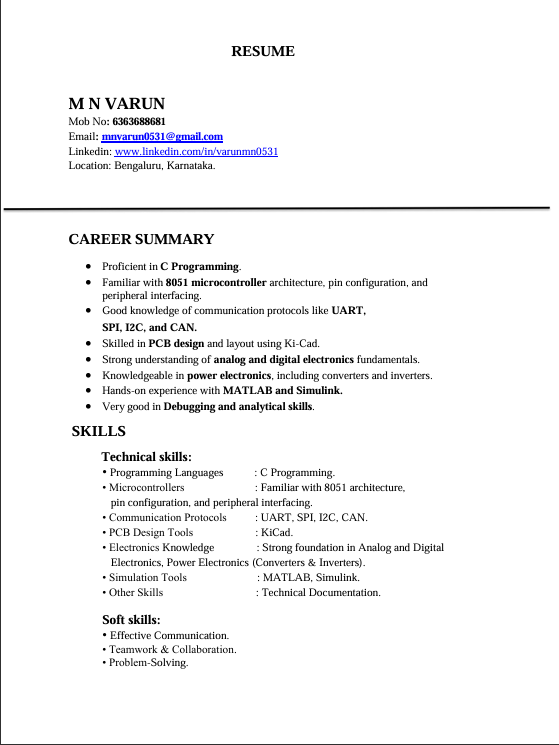 RESUME
M N VARUN
Mob No: 6363688681
Email: mnvarun0531@gmail.com
Linkedin: www.linkedin.com/in/varunmn0531
Location: Bengaluru, Karnataka.
CAREER SUMMARY
• Proficient in C Programming.
• Familiar with 8051 microcontroller architecture, pin configuration, and
peripheral interfacing.
• Good knowledge of communication protocols like UART,
SPI, I2C, and CAN.
• Skilled in PCB design and layout using Ki-Cad.
• Strong understanding of analog and digital electronics fundamentals.
• Knowledgeable in power electronics, including converters and inverters.
• Hands-on experience with MATLAB and Simulink.
• Very good in Debugging and analytical skills.
SKILLS
Technical skills:
• Programming Languages : C Programming.
• Microcontrollers : Familiar with 8051 architecture,
pin configuration, and peripheral interfacing.
• Communication Protocols : UART, SPI, I2C, CAN.
• PCB Design Tools : KiCad.
• Electronics Knowledge : Strong foundation in Analog and Digital
Electronics, Power Electronics (Converters & Inverters).
• Simulation Tools : MATLAB, Simulink.
• Other Skills : Technical Documentation.
Soft skills:
• Effective Communication.
• Teamwork & Collaboration.
• Problem-Solving.